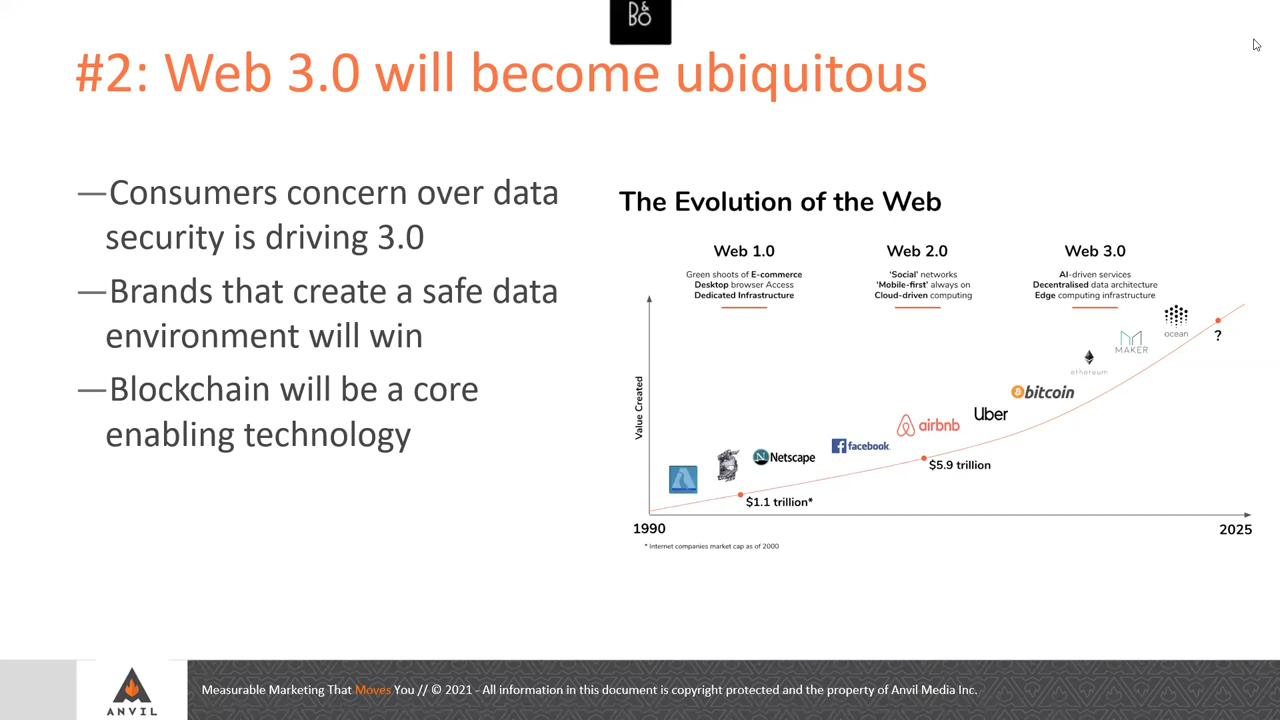 B&O
#2: Web 3.0 will become ubiquitous
—Consumers concern over data
security is driving 3.0
—Brands that create a safe data
environment will win
—Blockchain will be a core
enabling technology
The Evolution of the Web
Web 1.0
Green shoots of E-commerce
Desktop browser Access
Dedicated Infrastructure
Web 2.0
‘Social’ networks
‘Mobile-first’ always on
Cloud-driven computing
Web 3.0
AI-driven services
Decentralised data architecture
Edge computing infrastructure
Value Created
Netscape
facebook.
airbnb
Uber
bitcoin
ethereum
MAKER
ocean
?
$1.1 trillion*
$5.9 trillion
1990
2025
* Internet companies market cap as of 2000
ANVIL
Measurable Marketing That Moves You // © 2021 - All information in this document is copyright protected and the property of Anvil Media Inc.